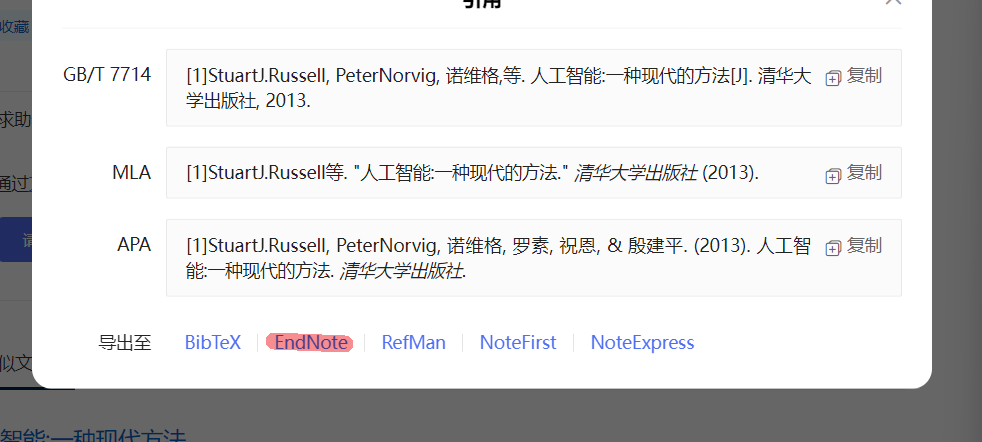 引用
收藏
GB/T 7714
[1]StuartJ.Russell, PeterNorvig, 诺维格,等. 人工智能:一种现代的方法[J]. 清华大
学出版社, 2013.
复制
求助
MLA
[1]StuartJ.Russell等. "人工智能:一种现代的方法." 清华大学出版社 (2013).
复制
通过
请
APA
[1]StuartJ.Russell, PeterNorvig, 诺维格, 罗素, 祝恩, & 殷建平. (2013). 人工智
能:一种现代的方法. 清华大学出版社.
复制
导出至
BibTeX
EndNote
RefMan
NoteFirst
NoteExpress
似文
智能:一种现代方法